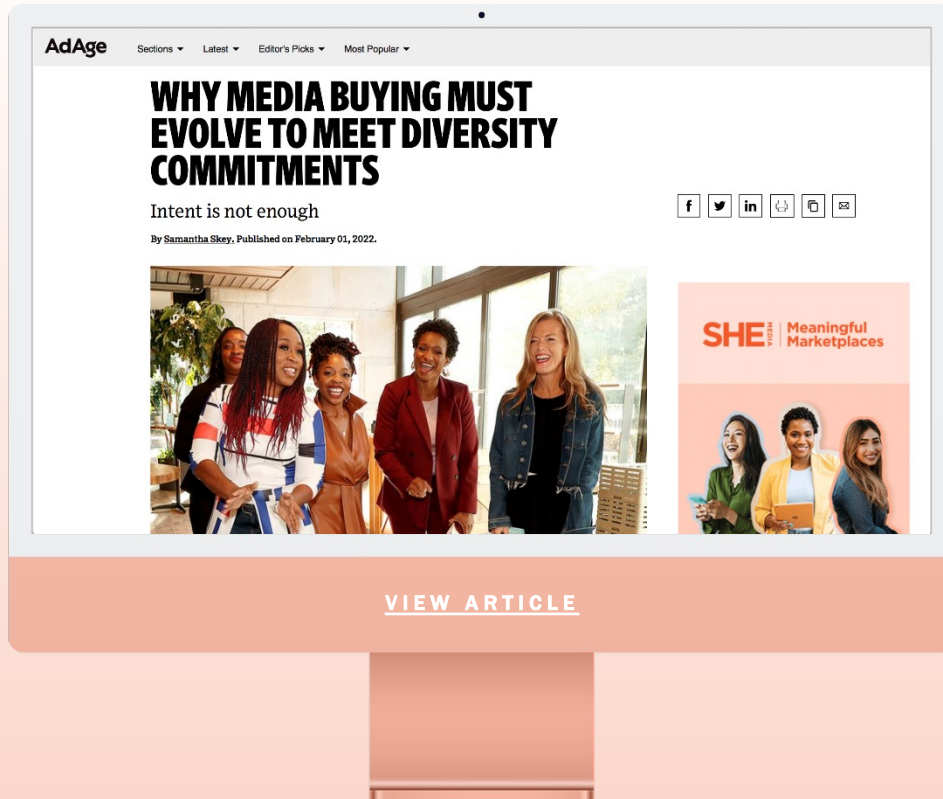 AdAge Sections Latest Editor's Picks Most Popular
WHY MEDIA BUYING MUST
EVOLVE TO MEET DIVERSITY
COMMITMENTS
Intent is not enough
By Samantha Skey. Published on February 01, 2022.
f in
SHE MEDIA Meaningful
Marketplaces
VIEW ARTICLE